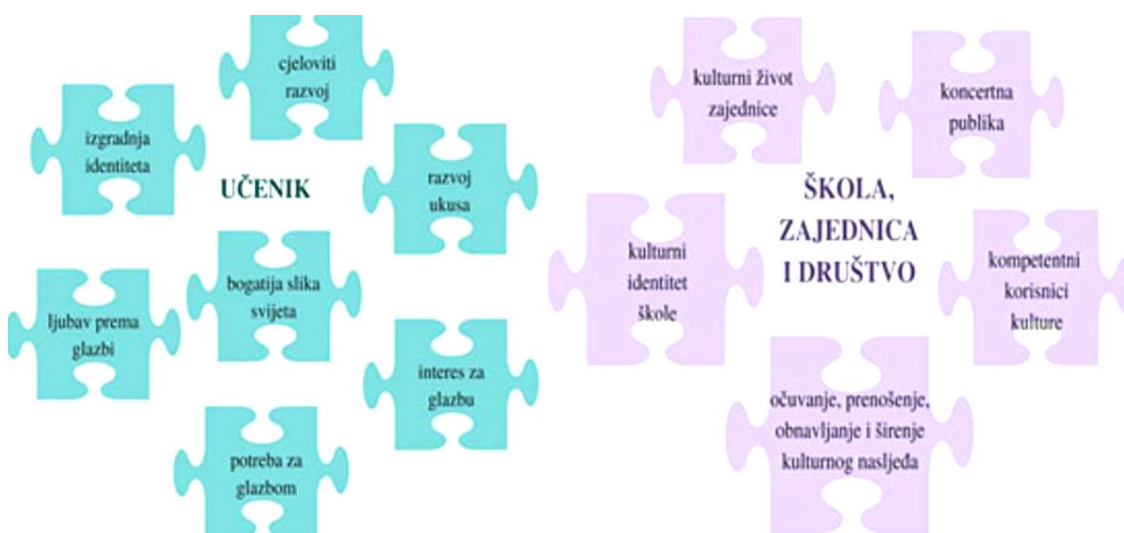 cjeloviti
razvoj
izgradnja
identiteta
UČENIK
razvoj
ukusa
bogatija slika
svijeta
ljubav prema
glazbi
interes za
glazbu
potreba za
glazbom
kulturni život
zajednice
koncertna
publika
ŠKOLA,
ZAJEDNICA
I DRUŠTVO
kulturni
identitet
škole
kompetentni
korisnici
kulture
očuvanje, prenošenje,
obnavljanje i širenje
kulturnog nasljeđa